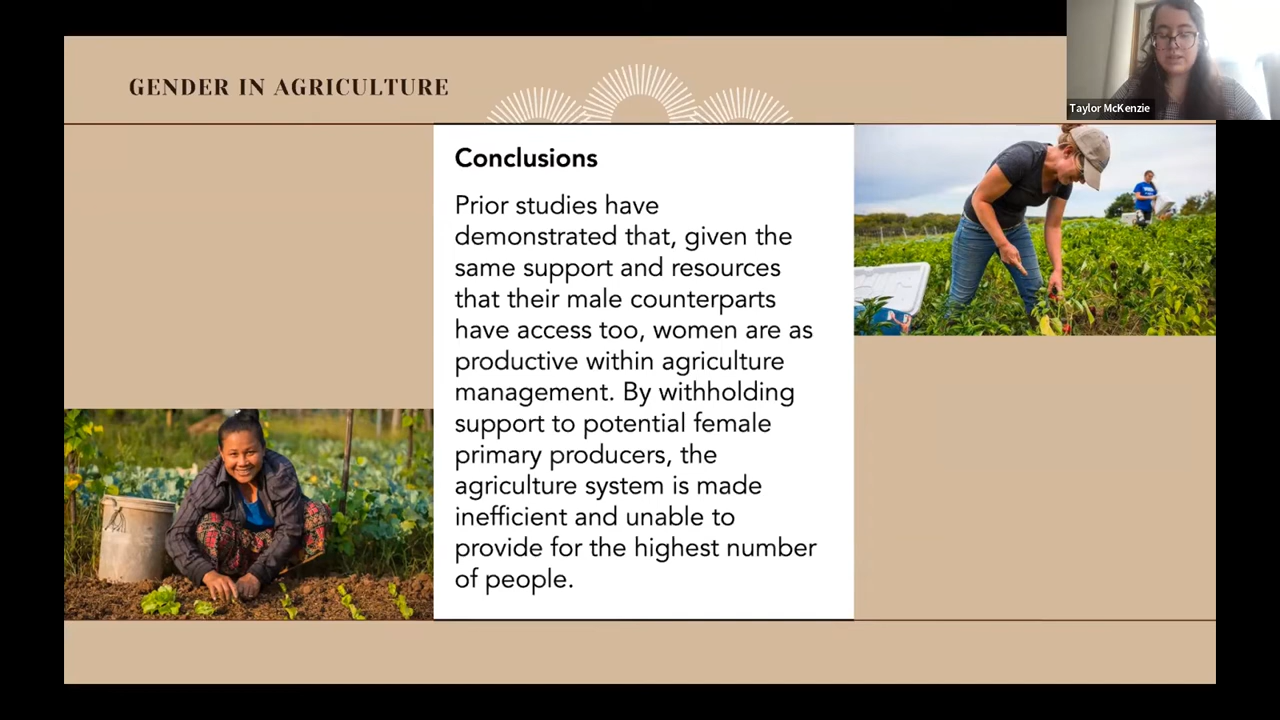 GENDER IN AGRICULTURE
Taylor McKenzie
Conclusions
Prior studies have
demonstrated that, given the
same support and resources
that their male counterparts
have access too, women are as
productive within agriculture
management. By withholding
support to potential female
primary producers, the
agriculture system is made
inefficient and unable to
provide for the highest number
of people.